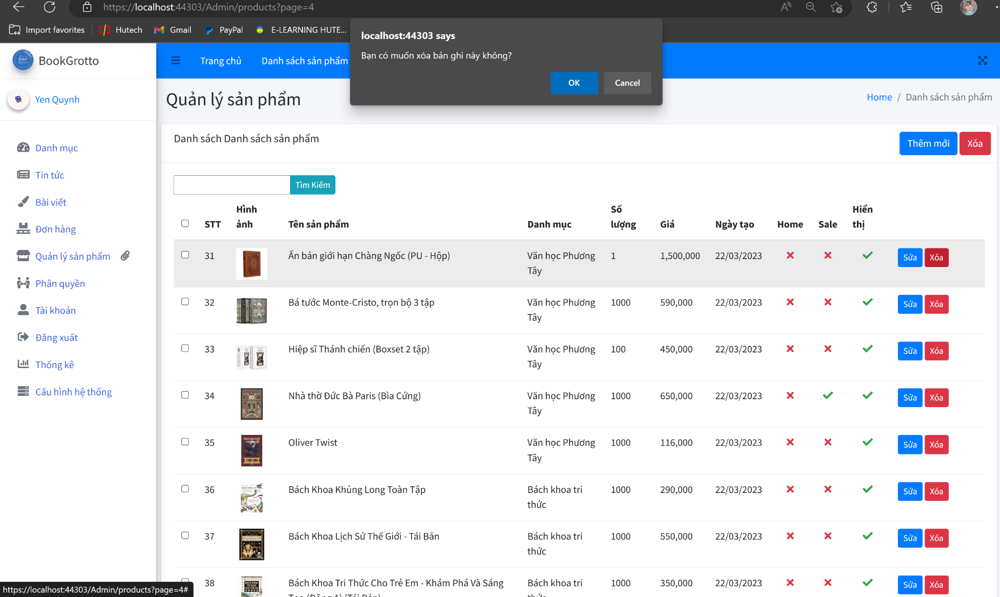 https://localhost:44303/Admin/products?page=4
Import favorites
Hutech
Gmail
PayPal
E-LEARNING HUTE...
localhost:44303 says
Bạn có muốn xóa bản ghi này không?
OK
Cancel
BookGrotto
Trang chủ
Danh sách sản phẩm
Yen Quynh
Quản lý sản phẩm
Home / Danh sách sản phẩm
Danh mục
Tin tức
Bài viết
Đơn hàng
Quản lý sản phẩm
Phân quyền
Tài khoản
Đăng xuất
Thống kê
Cấu hình hệ thống
Danh sách Danh sách sản phẩm
Thêm mới
Xóa
Tìm Kiếm
STT
Hình
ảnh
Tên sản phẩm
Danh mục
Số
lượng
Giá
Ngày tạo
Home
Sale
Hiển
thị
31 Ấn bản giới hạn Chàng Ngốc (PU - Hộp) Văn học Phương 1 1,500,000 22/03/2023 Sửa Xóa
Tây
32 Bá tước Monte-Cristo, trọn bộ 3 tập Văn học Phương 1000 590,000 22/03/2023 Sửa Xóa
Tây
33 Hiệp sĩ Thánh chiến (Boxset 2 tập) Văn học Phương 100 450,000 22/03/2023 Sửa Xóa
Tây
34 Nhà thờ Đức Bà Paris (Bìa Cứng) Văn học Phương 1000 650,000 22/03/2023 Sửa Xóa
Tây
35 Oliver Twist Văn học Phương 1000 116,000 22/03/2023 Sửa Xóa
Tây
36 Bách Khoa Khủng Long Toàn Tập Bách khoa tri 1000 290,000 22/03/2023 Sửa Xóa
thức
37 Bách Khoa Lịch Sử Thế Giới - Tái Bản Bách khoa tri 1000 550,000 22/03/2023 Sửa Xóa
thức
38 Bách Khoa Tri Thức Cho Trẻ Em - Khám Phá Và Sáng Bách khoa tri 1000 350,000 22/03/2023 Sửa Xóa
Tạo (Đông A) (Tái Bản) thức
https://localhost:44303/Admin/products?page=4#